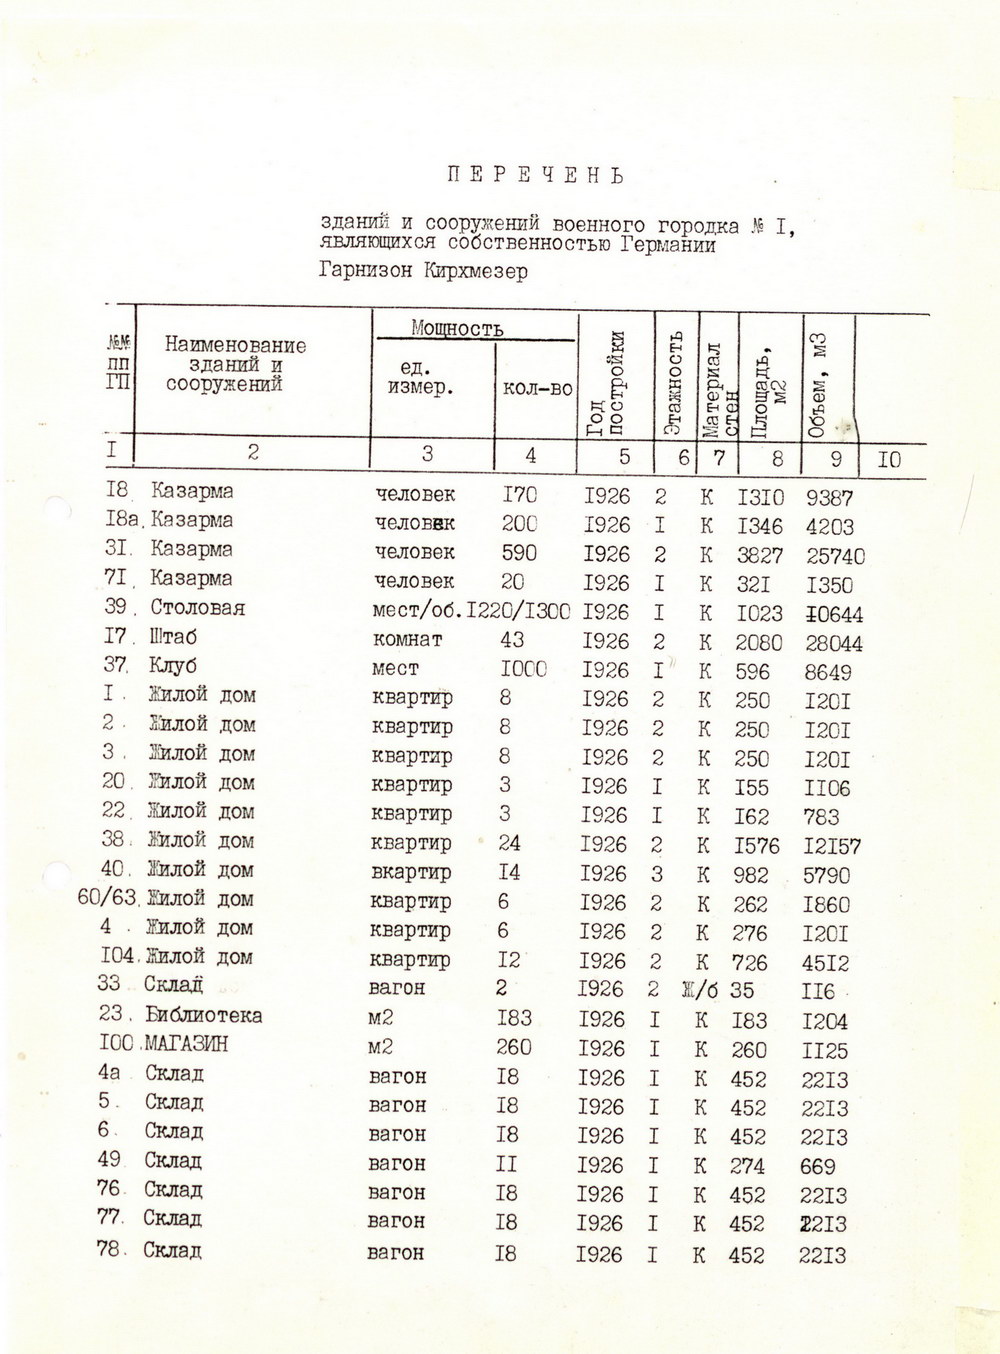 ПЕРЕЧЕНЬ
зданий и сооружений военного городка № I,
являющихся собственностью Германии
Гарнизон Кирхмезер
№№ пп ГП Наименование зданий и сооружений Мощность ед. измер. кол-во Год постройки Этажность Материал стен Площадь, м2 Объем, м3
I 2 3 4 5 6 7 8 9 IO
I8 Казарма человек I70 I926 2 К I3I0 9387
I8а. Казарма человек 200 I926 I К I346 4203
3I. Казарма человек 590 I926 2 К 3827 25740
7I. Казарма человек 20 I926 I К 32I I350
39. Столовая мест/об. I220/I300 I926 I К I023 I0644
I7. Штаб комнат 43 I926 2 К 2080 28044
37. Клуб мест I000 I926 I К 596 8649
I. Жилой дом квартир 8 I926 2 К 250 I20I
2. Жилой дом квартир 8 I926 2 К 250 I20I
3. Жилой дом квартир 8 I926 2 К 250 I20I
20. Жилой дом квартир 3 I926 I К I55 II06
22. Жилой дом квартир 3 I926 I К I62 783
38. Жилой дом квартир 24 I926 2 К I576 I2I57
40. Жилой дом вкартир I4 I926 3 К 982 5790
60/63. Жилой дом квартир 6 I926 2 К 262 I860
4. Жилой дом квартир 6 I926 2 К 276 I20I
I04. Жилой дом квартир I2 I926 2 К 726 45I2
33 Склад вагон 2 I926 2 Ж/б 35 II6
23. Библиотека м2 I83 I926 I К I83 I204
I00. МАГАЗИН м2 260 I926 I К 260 II25
4а Склад вагон I8 I926 I К 452 22I3
5. Склад вагон I8 I926 I К 452 22I3
6. Склад вагон I8 I926 I К 452 22I3
49 Склад вагон II I926 I К 274 669
76. Склад вагон I8 I926 I К 452 22I3
77. Склад вагон I8 I926 I К 452 22I3
78. Склад вагон I8 I926 I К 452 22I3